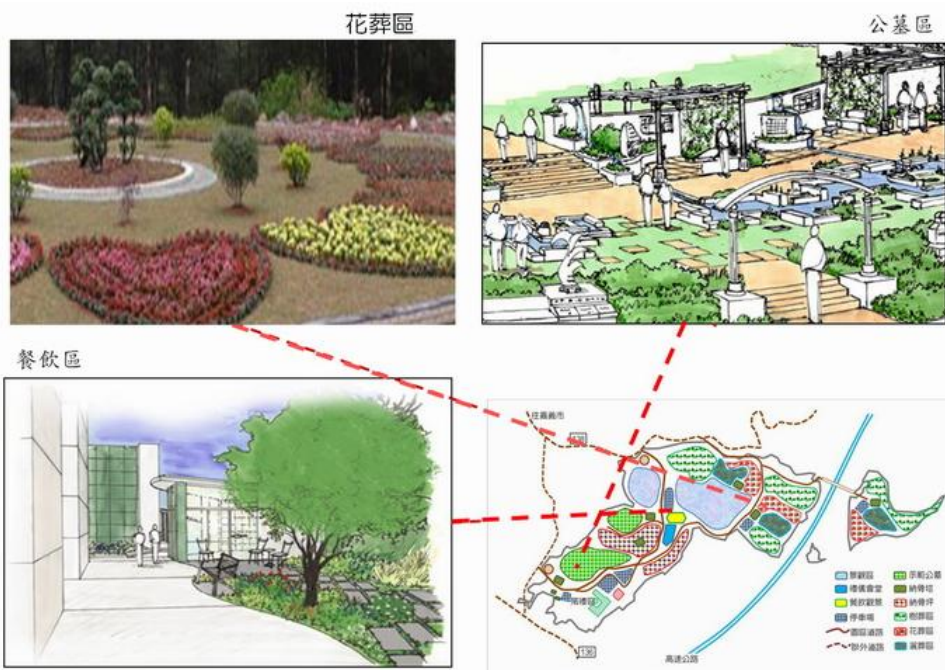 花葬區
公墓區
餐飲區
往嘉義市
136
景觀區
示範公墓
禮儀會堂
納骨塔
餐飲觀景
納骨坪
停車場
樹葬區
園區道路
花葬區
聯外道路
灑葬區
136
高速公路